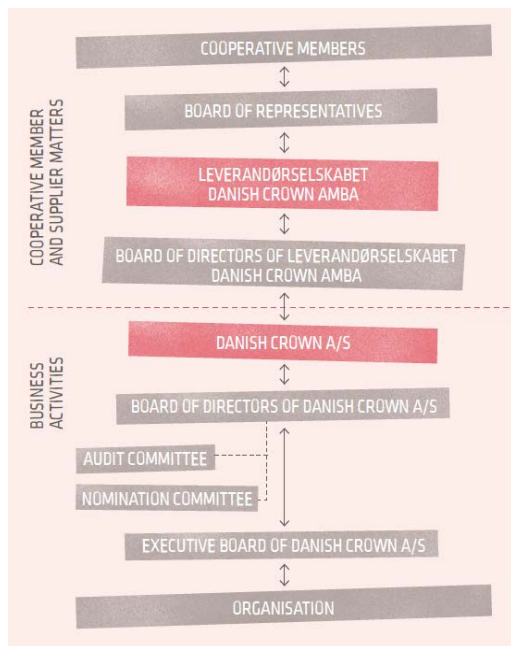 COOPERATIVE MEMBERS
BOARD OF REPRESENTATIVES
LEVERANDØRSELSKABET
DANISH CROWN AMBA
BOARD OF DIRECTORS OF LEVERANDØRSELSKABET
DANISH CROWN AMBA
COOPERATIVE MEMBER
AND SUPPLIER MATTERS
DANISH CROWN A/S
BOARD OF DIRECTORS OF DANISH CROWN A/S
AUDIT COMMITTEE
NOMINATION COMMITTEE
EXECUTIVE BOARD OF DANISH CROWN A/S
ORGANISATION
BUSINESS
ACTIVITIES